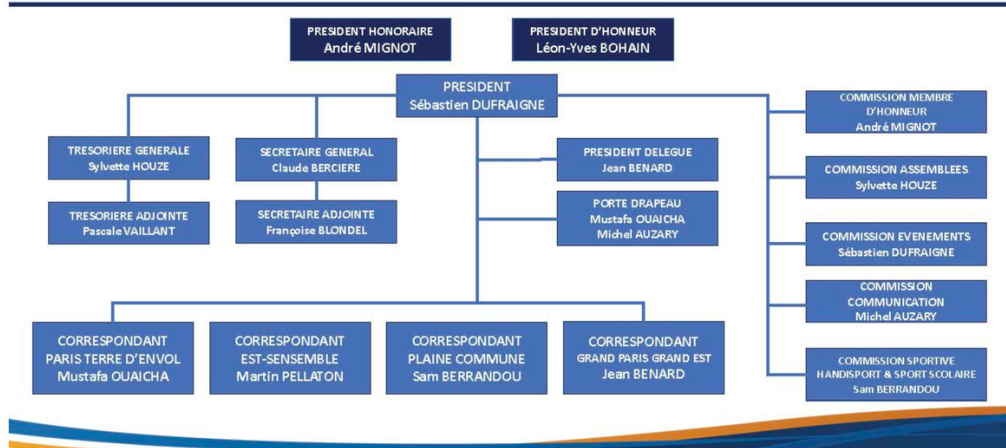 PRESIDENT HONORAIRE
André MIGNOT
PRESIDENT D'HONNEUR
Léon-Yves BOHAIN
PRESIDENT
Sébastien DUFRAIGNE
TRESORIERE GENERALE
Sylvette HOUZE
SECRETAIRE GENERAL
Claude BERCIERE
PRESIDENT DELEGUE
Jean BENARD
COMMISSION MEMBRE
D'HONNEUR
André MIGNOT
COMMISSION ASSEMBLEES
Sylvette HOUZE
TRESORIERE ADJOINTE
Pascale VAILLANT
SECRETAIRE ADJOINTE
Françoise BLONDEL
PORTE DRAPEAU
Mustafa OUAICHA
Michel AUZARY
COMMISSION EVENEMENTS
Sébastien DUFRAIGNE
COMMISSION
COMMUNICATION
Michel AUZARY
CORRESPONDANT
PARIS TERRE D'ENVOL
Mustafa OUAICHA
CORRESPONDANT
EST-SENSEMBLE
Martin PELLATON
CORRESPONDANT
PLAINE COMMUNE
Sam BERRANDOU
CORRESPONDANT
GRAND PARIS GRAND EST
Jean BENARD
COMMISSION SPORTIVE
HANDISPORT & SPORT SCOLAIRE
Sam BERRANDOU